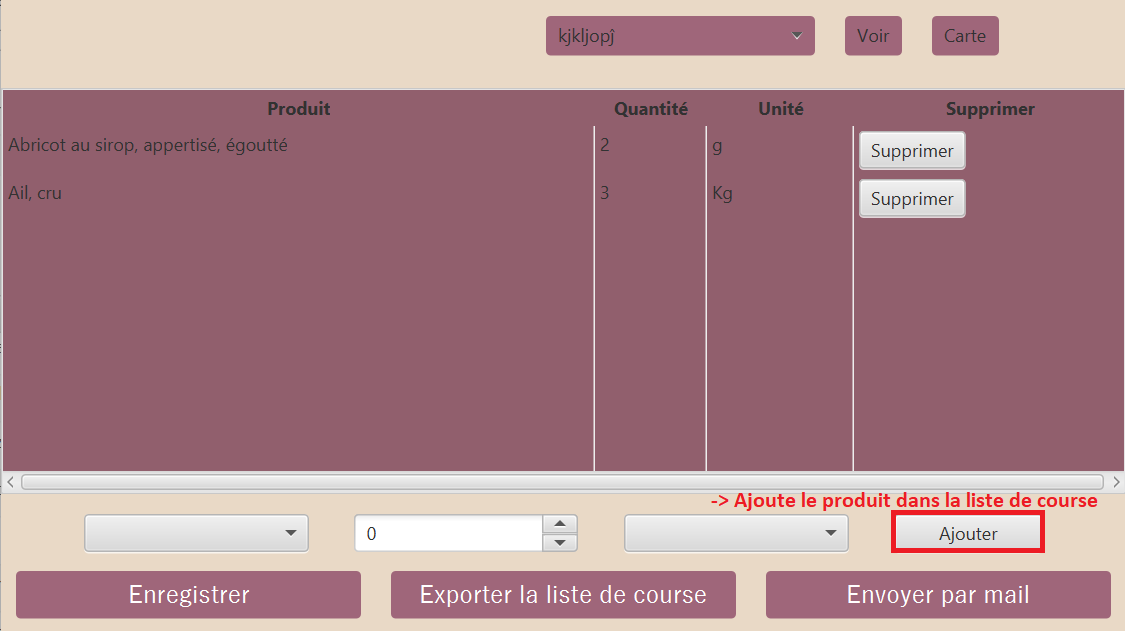 kjkljopĵ Voir Carte
Produit Quantité Unité Supprimer
Abricot au sirop, appertisé, égoutté 2 g Supprimer
Ail, cru 3 Kg Supprimer
-> Ajoute le produit dans la liste de course
0 Ajouter
Enregistrer Exporter la liste de course Envoyer par mail